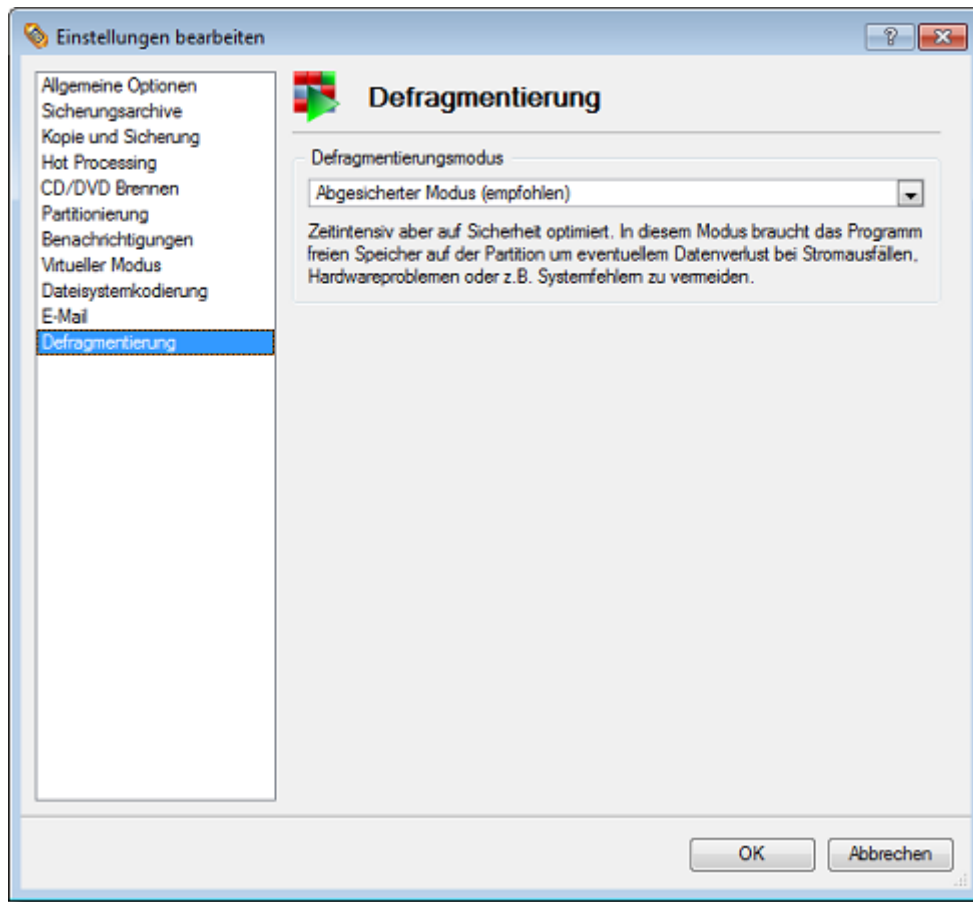 Einstellungen bearbeiten
Allgemeine Optionen
Sicherungsarchive
Kopie und Sicherung
Hot Processing
CD/DVD Brennen
Partitionierung
Benachrichtigungen
Virtueller Modus
Dateisystemkodierung
E-Mail
Defragmentierung
Defragmentierung
Defragmentierungsmodus
Abgesicherter Modus (empfohlen)
Zeitintensiv aber auf Sicherheit optimiert. In diesem Modus braucht das Programm
freien Speicher auf der Partition um eventuellem Datenverlust bei Stromausfällen,
Hardwareproblemen oder z.B. Systemfehlern zu vermeiden.
OK
Abbrechen